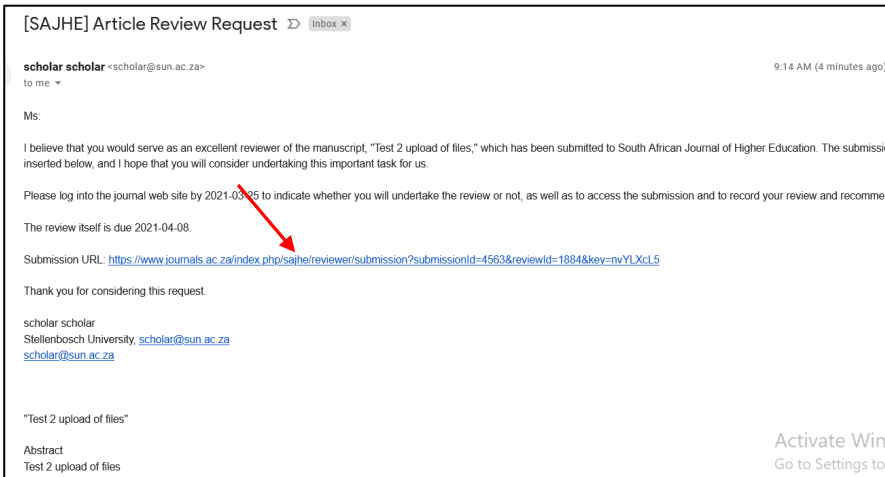 [SAJHE] Article Review Request Inbox ×
scholar scholar <scholar@sun.ac.za> 9:14 AM (4 minutes ago)
to me
Ms:
I believe that you would serve as an excellent reviewer of the manuscript, "Test 2 upload of files," which has been submitted to South African Journal of Higher Education. The
inserted below, and I hope that you will consider undertaking this important task for us.
Please log into the journal web site by 2021-03-25 to indicate whether you will undertake the review or not, as well as to access the submission and to record your review and
The review itself is due 2021-04-08.
Submission URL: https://www.journals.ac.za/index.php/sajhe/reviewer/submission?submissionId=4563&reviewId=1884&key=nvYLXcL5
Thank you for considering this request.
scholar scholar
Stellenbosch University, scholar@sun.ac.za
scholar@sun.ac.za
"Test 2 upload of files"
Abstract
Test 2 upload of files
Activate Win
Go to Settings to